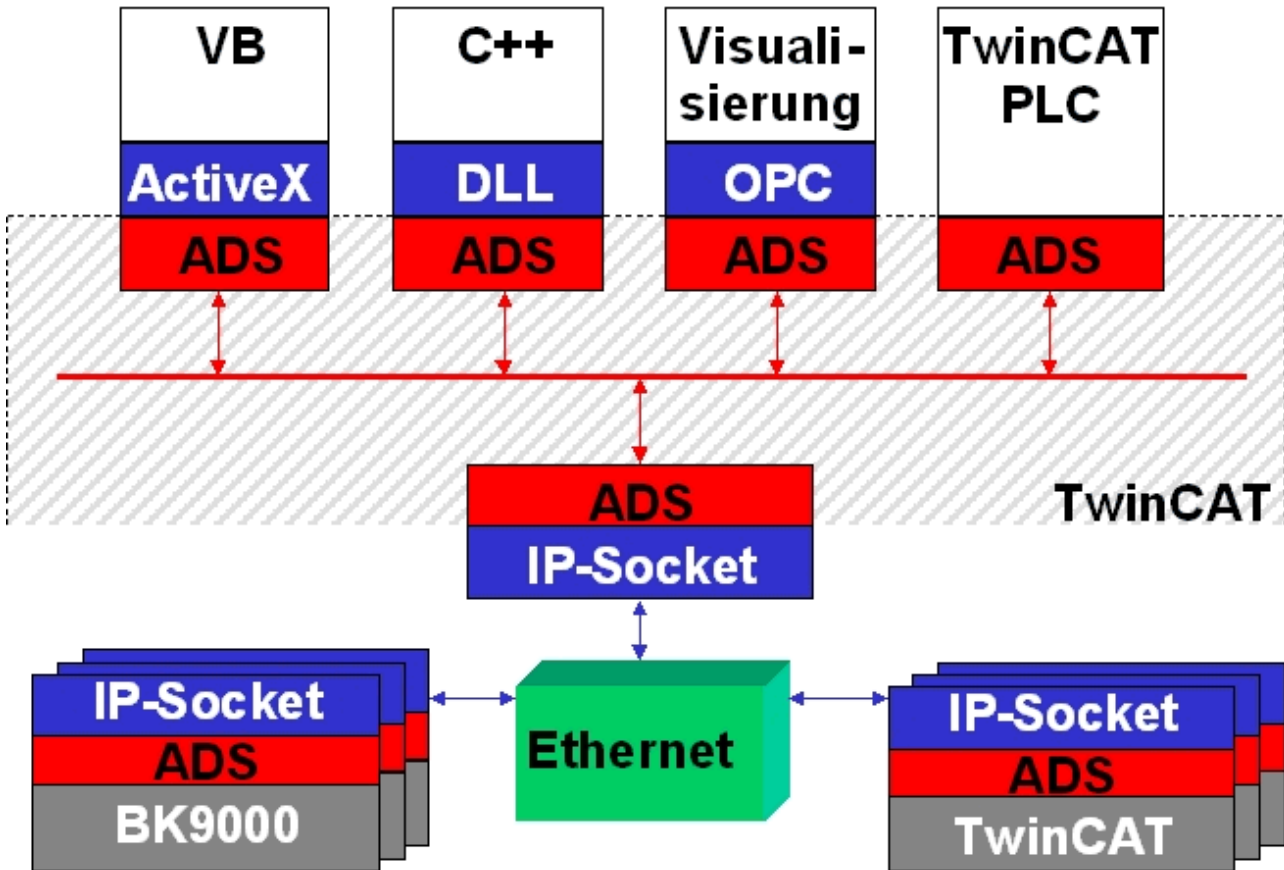 VB
C++
Visuali-
sierung
TwinCAT
PLC
ActiveX
DLL
OPC
ADS
ADS
ADS
ADS
ADS
TwinCAT
IP-Socket
IP-Socket
ADS
BK9000
Ethernet
IP-Socket
ADS
TwinCAT